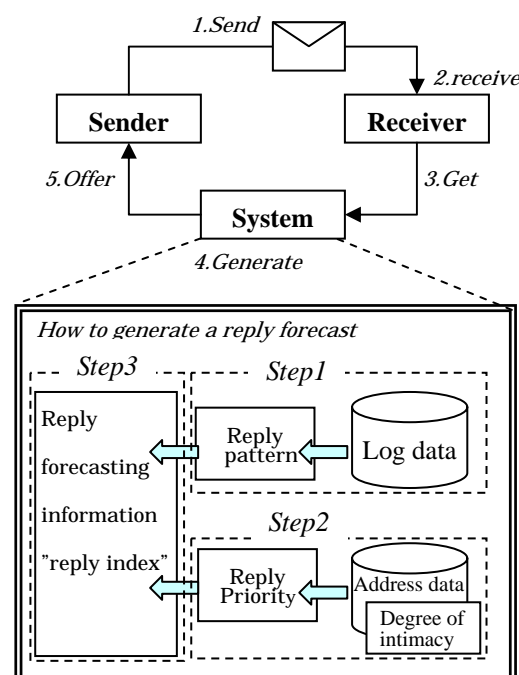 1.Send
2.receive
Sender
Receiver
5.Offer
3.Get
System
4.Generate
How to generate a reply forecast
Step3
Step1
Reply
forecasting
information
"reply index"
Reply
pattern
Log data
Step2
Reply
Priority
Address data
Degree of
intimacy